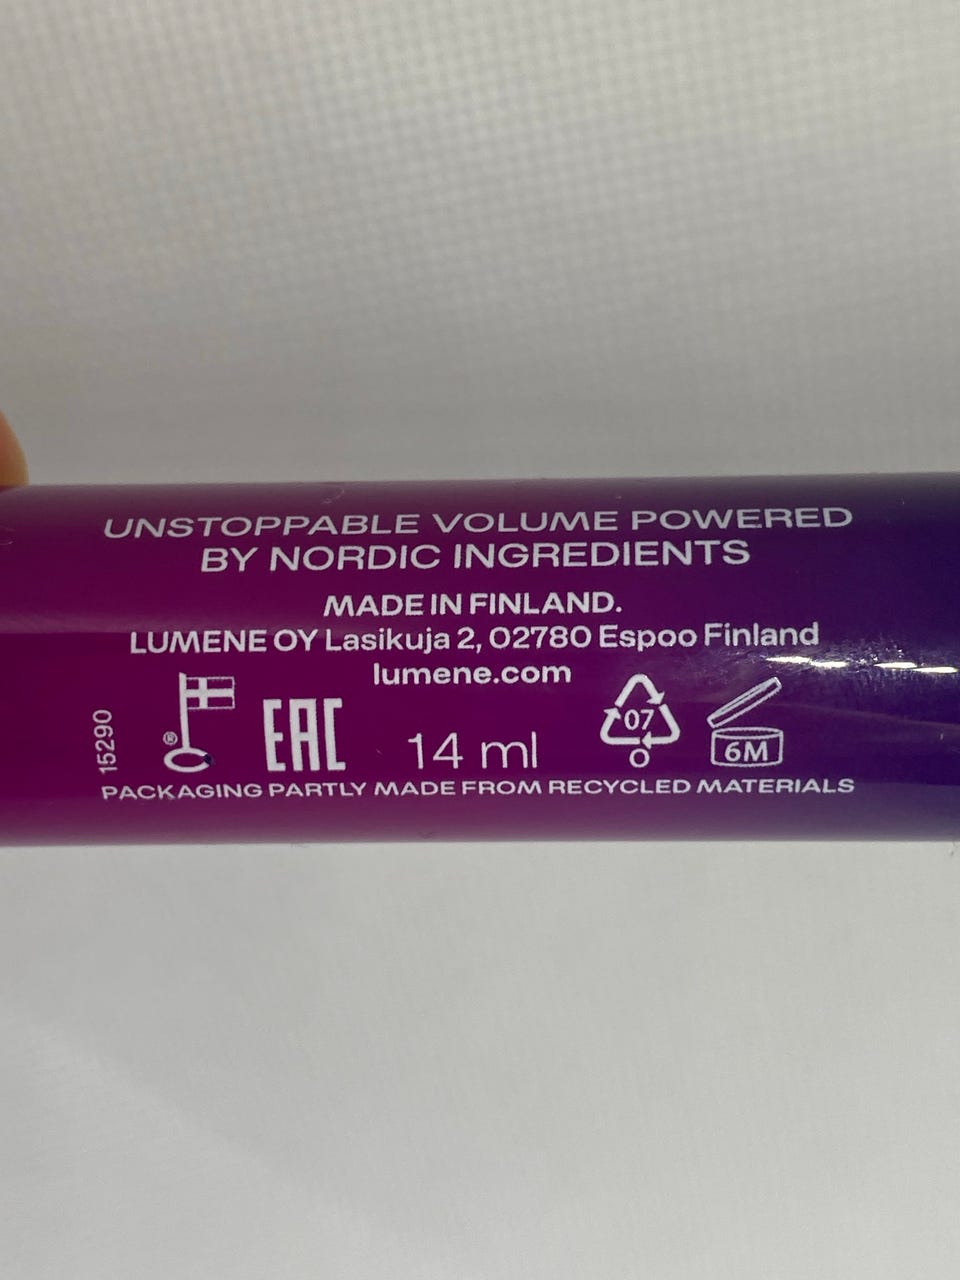 UNSTOPPABLE VOLUME POWERED
BY NORDIC INGREDIENTS
MADE IN FINLAND.
LUMENE OY Lasikuja 2, 02780 Espoo Finland
lumene.com
15290
®
EAC
14 ml
07
O
6M
PACKAGING PARTLY MADE FROM RECYCLED MATERIALS